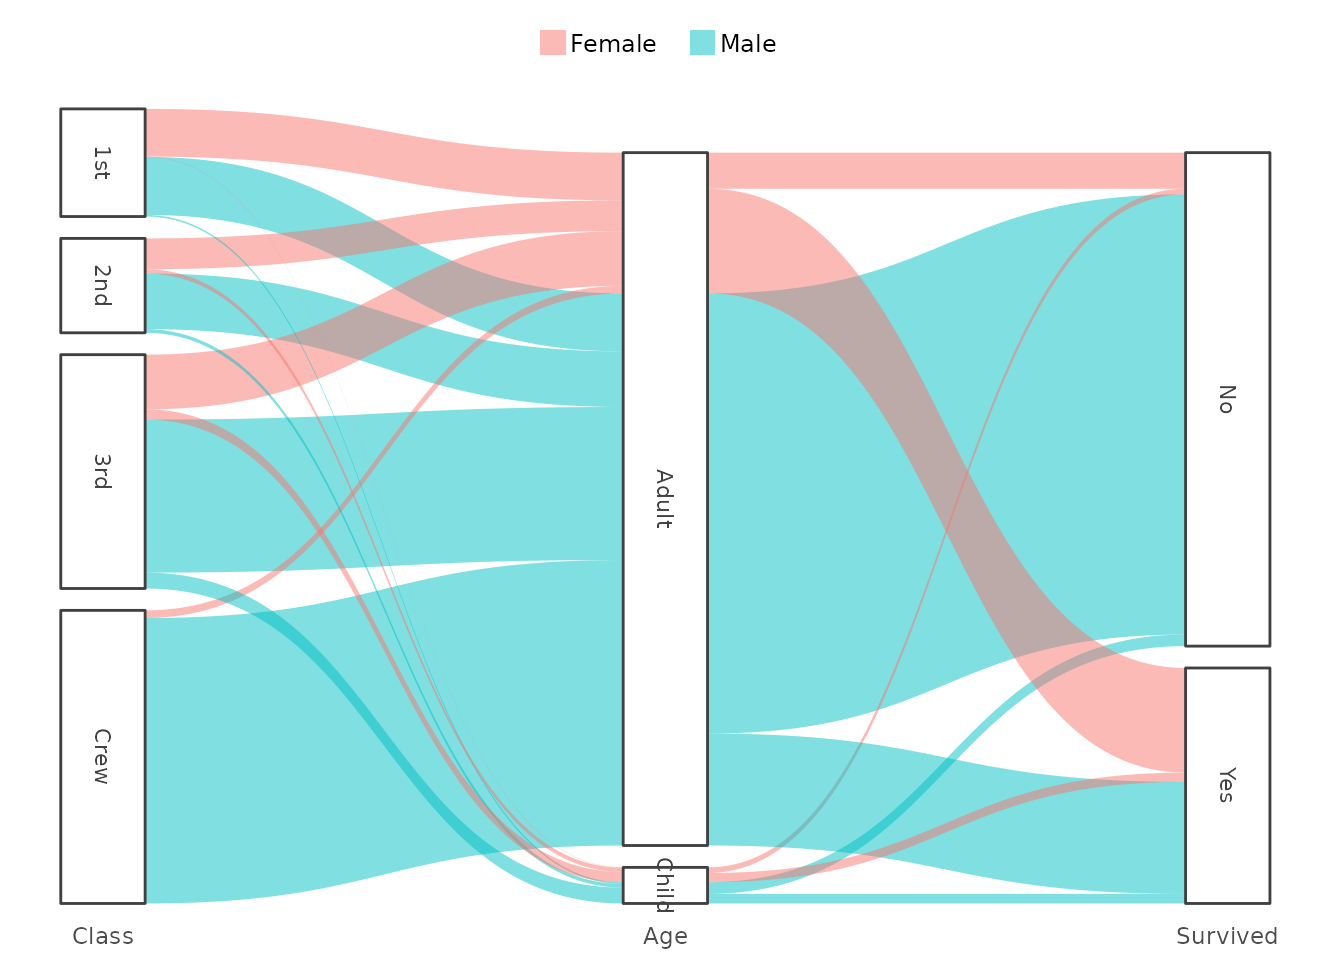 Female
Male
1st
2nd
3rd
Crew
Adult
Child
No
Yes
Class
Age
Survived